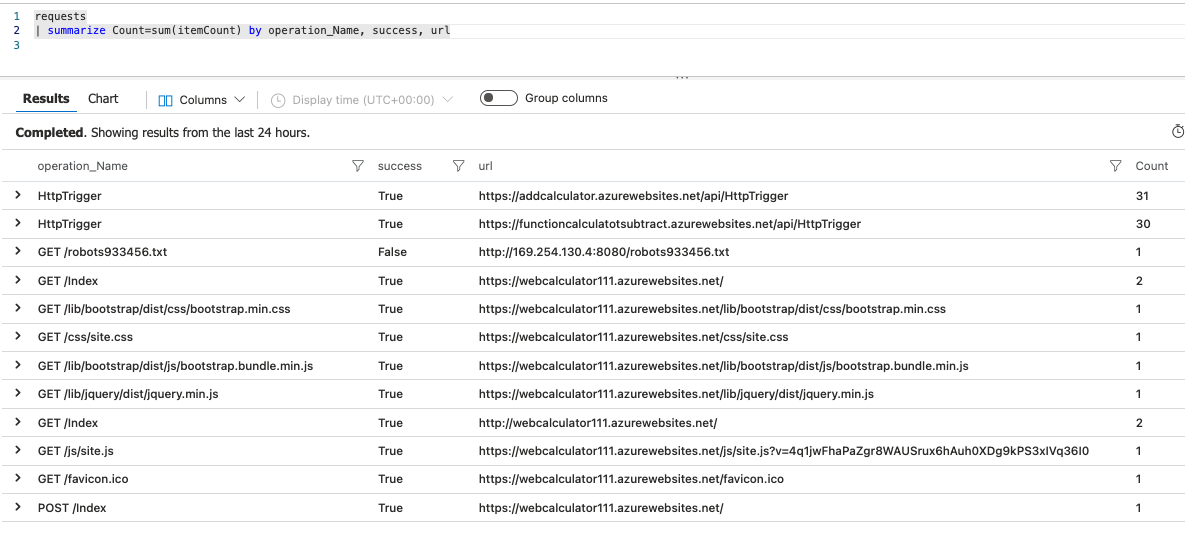 1 requests
2 | summarize Count=sum(itemCount) by operation_Name, success, url
3
...
Results Chart Columns Display time (UTC+00:00) Group columns
Completed. Showing results from the last 24 hours.
operation_Name success url Count
HttpTrigger True https://addcalculator.azurewebsites.net/api/HttpTrigger 31
HttpTrigger True https://functioncalculatotsubtract.azurewebsites.net/api/HttpTrigger 30
GET /robots933456.txt False http://169.254.130.4:8080/robots933456.txt 1
GET /Index True https://webcalculator111.azurewebsites.net/ 2
GET /lib/bootstrap/dist/css/bootstrap.min.css True https://webcalculator111.azurewebsites.net/lib/bootstrap/dist/css/bootstrap.min.css 1
GET /css/site.css True https://webcalculator111.azurewebsites.net/css/site.css 1
GET /lib/bootstrap/dist/js/bootstrap.bundle.min.js True https://webcalculator111.azurewebsites.net/lib/bootstrap/dist/js/bootstrap.bundle.min.js 1
GET /lib/jquery/dist/jquery.min.js True https://webcalculator111.azurewebsites.net/lib/jquery/dist/jquery.min.js 1
GET /Index True http://webcalculator111.azurewebsites.net/ 2
GET /js/site.js True https://webcalculator111.azurewebsites.net/js/site.js?v=4q1jwFhaPaZgr8WAUSrux6hAuh0XDg9kPS3xIVq36I0 1
GET /favicon.ico True https://webcalculator111.azurewebsites.net/favicon.ico 1
POST /Index True https://webcalculator111.azurewebsites.net/ 1